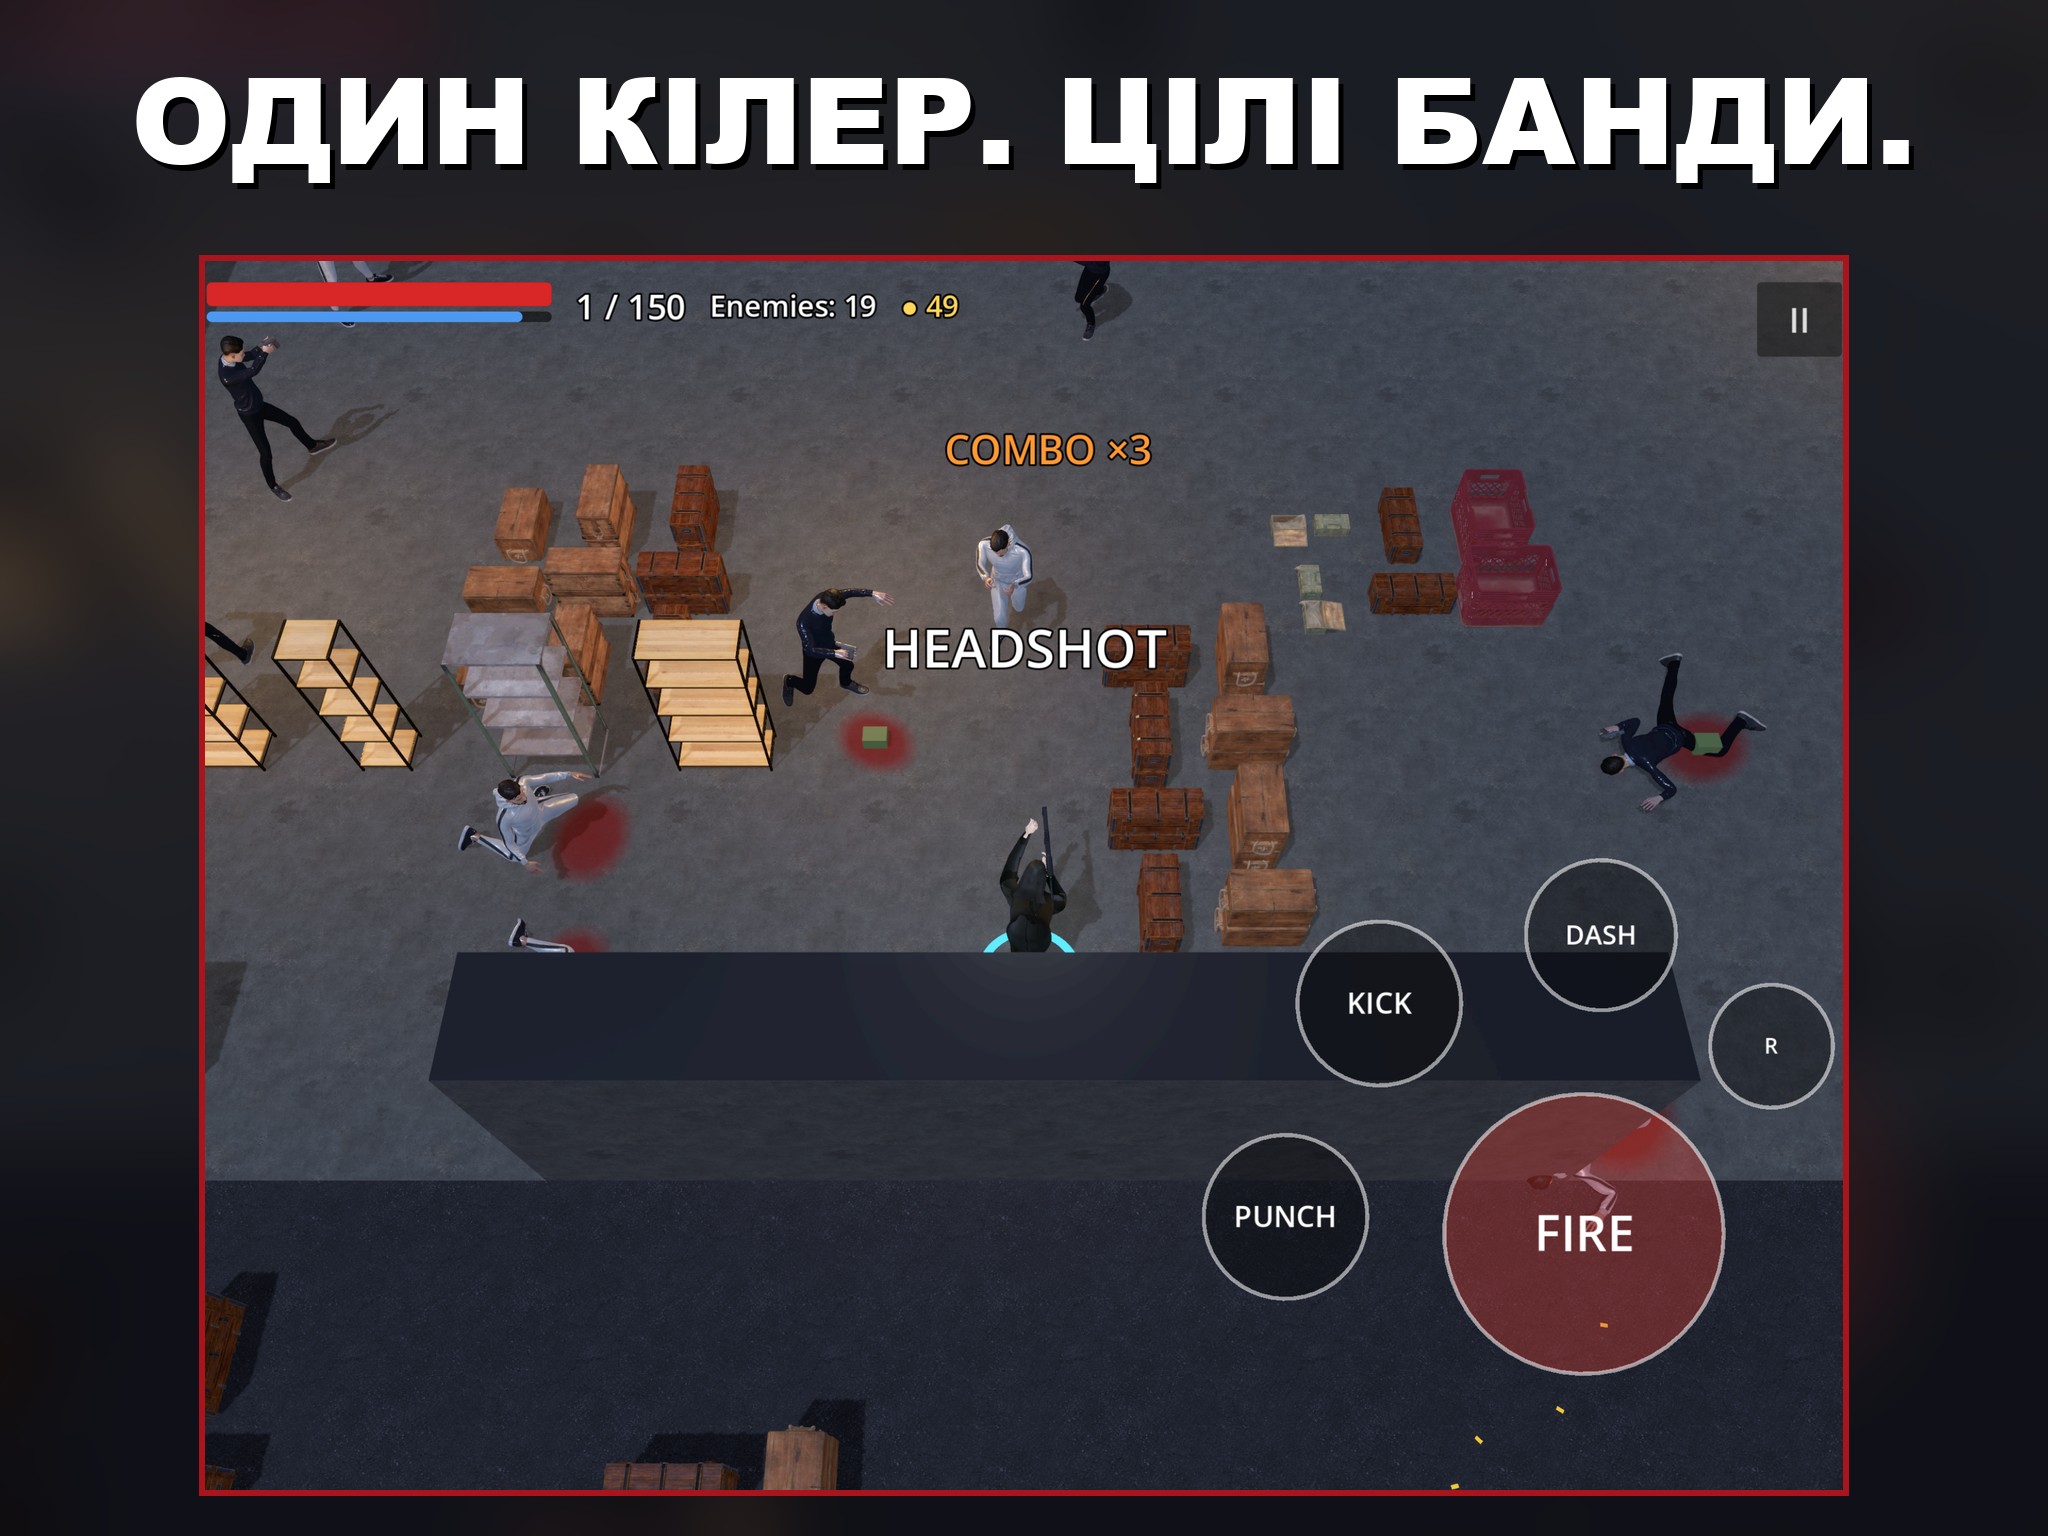 ОДИН КІЛЕР. ЦІЛІ БАНДИ.
1 / 150 Enemies: 19 49
COMBO ×3
HEADSHOT
DASH
KICK
R
PUNCH
FIRE